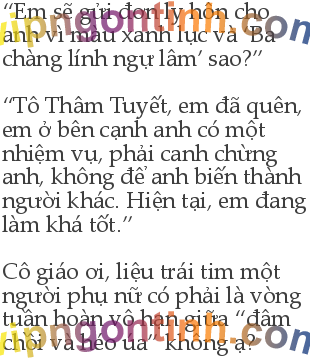 “Em sẽ gửi đơn ly hôn cho
anh vì màu xanh lục và ‘Ba
chàng lính ngự lâm’ sao?”
“Tô Thâm Tuyết, em đã quên,
em ở bên cạnh anh có một
nhiệm vụ, phải canh chừng
anh, không để anh biến thành
người khác. Hiện tại, em đang
làm khá tốt.”
Cô giáo ơi, liệu trái tim một
người phụ nữ có phải là vòng
tuần hoàn vô hạn giữa “đâm
chồi và héo úa” không ạ?
vipngontinh.com
vipngontinh.com